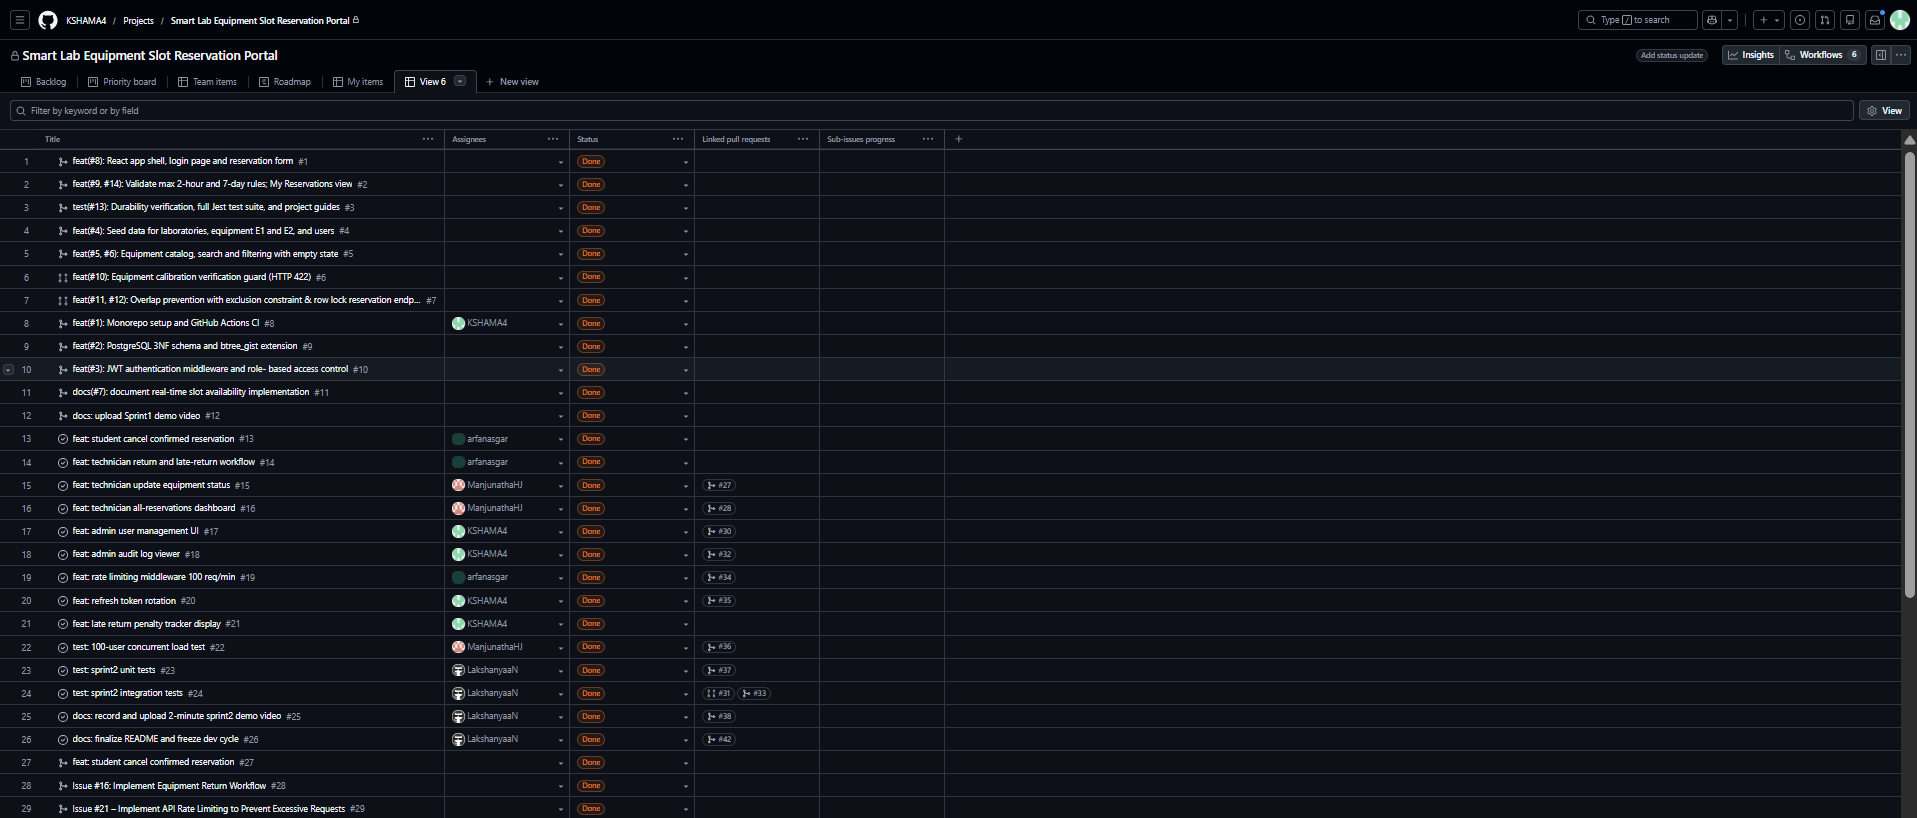 KSHAMA4 / Projects / Smart Lab Equipment Slot Reservation Portal
Type / to search
Smart Lab Equipment Slot Reservation Portal
Add status update
Insights
Workflows 6
Backlog
Priority board
Team items
Roadmap
My items
View 6
New view
Filter by keyword or by field
View
Title Assignees Status Linked pull requests Sub-issues progress
1 feat(#8): React app shell, login page and reservation form #1 Done
2 feat(#9, #14): Validate max 2-hour and 7-day rules; My Reservations view #2 Done
3 test(#13): Durability verification, full Jest test suite, and project guides #3 Done
4 feat(#4): Seed data for laboratories, equipment E1 and E2, and users #4 Done
5 feat(#5, #6): Equipment catalog, search and filtering with empty state #5 Done
6 feat(#10): Equipment calibration verification guard (HTTP 422) #6 Done
7 feat(#11, #12): Overlap prevention with exclusion constraint & row lock reservation endp... #7 Done
8 feat(#1): Monorepo setup and GitHub Actions CI #8 KSHAMA4 Done
9 feat(#2): PostgreSQL 3NF schema and btree_gist extension #9 Done
10 feat(#3): JWT authentication middleware and role- based access control #10 Done
11 docs(#7): document real-time slot availability implementation #11 Done
12 docs: upload Sprint1 demo video #12 Done
13 feat: student cancel confirmed reservation #13 arfanasgar Done
14 feat: technician return and late-return workflow #14 arfanasgar Done
15 feat: technician update equipment status #15 ManjunathaHJ Done #27
16 feat: technician all-reservations dashboard #16 ManjunathaHJ Done #28
17 feat: admin user management UI #17 KSHAMA4 Done #30
18 feat: admin audit log viewer #18 KSHAMA4 Done #32
19 feat: rate limiting middleware 100 req/min #19 arfanasgar Done #34
20 feat: refresh token rotation #20 KSHAMA4 Done #35
21 feat: late return penalty tracker display #21 KSHAMA4 Done
22 test: 100-user concurrent load test #22 ManjunathaHJ Done #36
23 test: sprint2 unit tests #23 LakshanyaaN Done #37
24 test: sprint2 integration tests #24 LakshanyaaN Done #31 #33
25 docs: record and upload 2-minute sprint2 demo video #25 LakshanyaaN Done #38
26 docs: finalize README and freeze dev cycle #26 LakshanyaaN Done #42
27 feat: student cancel confirmed reservation #27 Done
28 Issue #16: Implement Equipment Return Workflow #28 Done
29 Issue #21 – Implement API Rate Limiting to Prevent Excessive Requests #29 Done